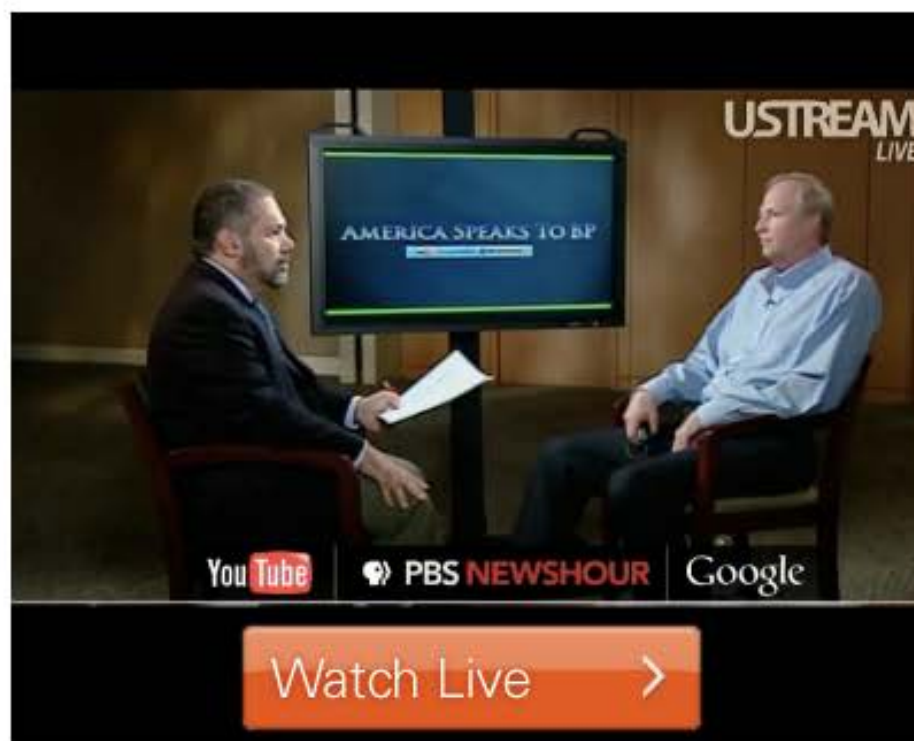 USTREAM
LIVE
AMERICA SPEAKS TO BP
YouTube
PBS NEWSHOUR
Google
Watch Live